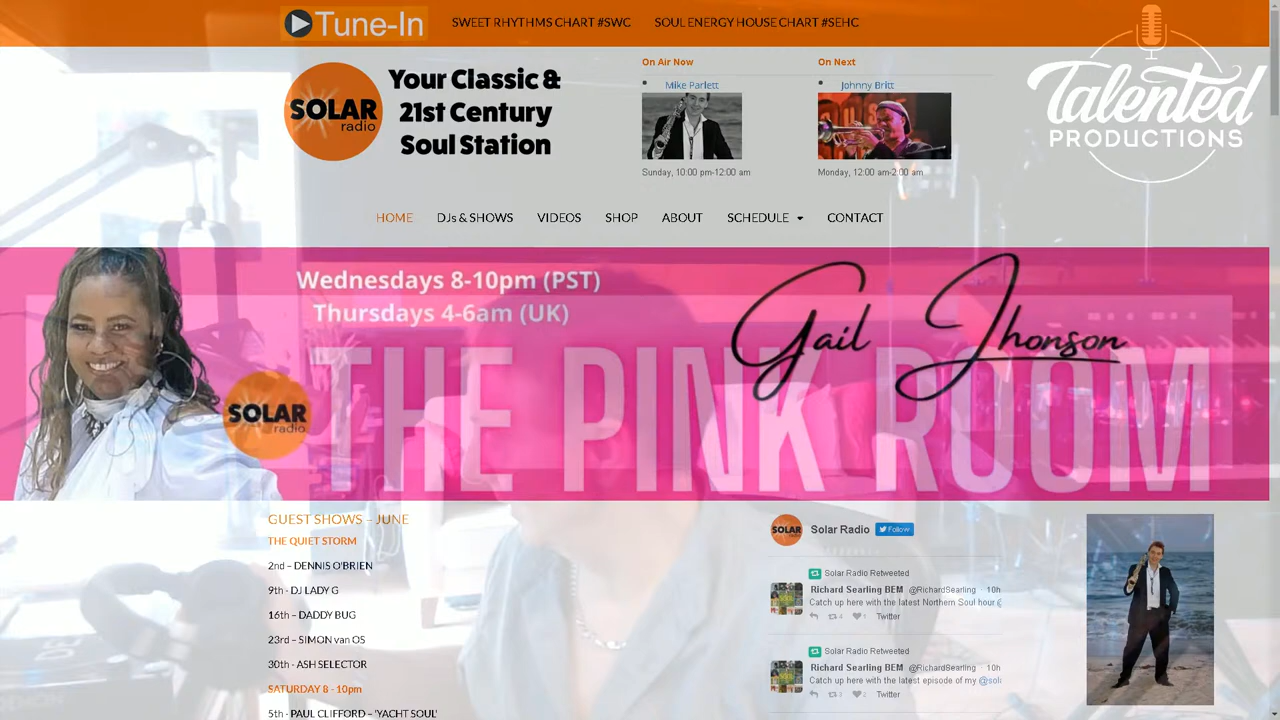 Tune-In
SWEET RHYTHMS CHART #SWC
SOUL ENERGY HOUSE CHART #SEHC
Talented
PRODUCTIONS
SOLAR
radio
Your Classic &
21st Century
Soul Station
On Air Now
Mike Parlett
Sunday, 10:00 pm-12:00 am
On Next
Johnny Britt
Monday, 12:00 am-2:00 am
HOME
DJs & SHOWS
VIDEOS
SHOP
ABOUT
SCHEDULE
CONTACT
Wednesdays 8-10pm (PST)
Thursdays 4-6am (UK)
Gail Jhonson
SOLAR
radio
THE PINK ROOM
GUEST SHOWS – JUNE
THE QUIET STORM
2nd – DENNIS O'BRIEN
9th - DJ LADY G
16th – DADDY BUG
23rd – SIMON van OS
30th - ASH SELECTOR
SATURDAY 8 - 10pm
5th - PAUL CLIFFORD – 'YACHT SOUL'
SOLAR
Solar Radio
Follow
Solar Radio Retweeted
Richard Searling BEM @RichardSearling · 10h
Catch up here with the latest Northern Soul hour @
4
1
Twitter
Solar Radio Retweeted
Richard Searling BEM @RichardSearling · 10h
Catch up here with the latest episode of my @sola
Twitter